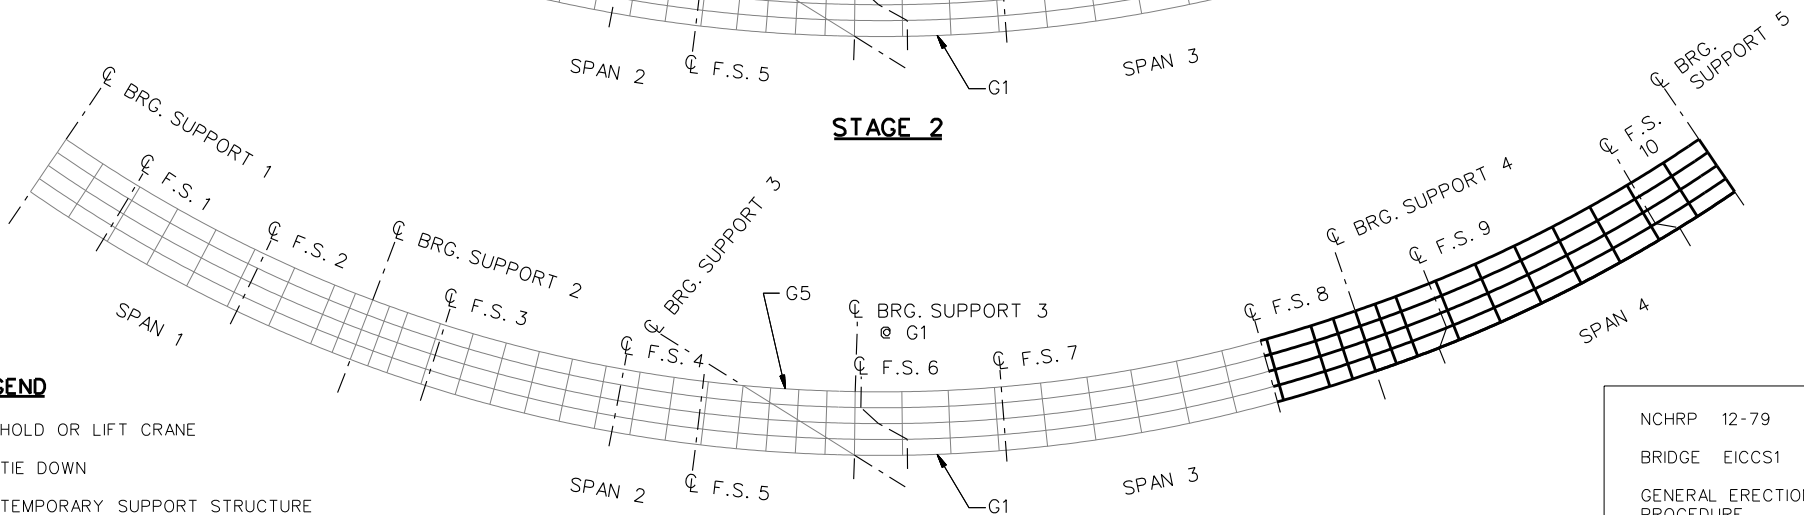 SPAN 2
℄ F.S. 5
G1
SPAN 3
STAGE 2
℄ BRG. SUPPORT 1
℄ F.S. 1
℄ F.S. 2
℄ BRG. SUPPORT 2
℄ F.S. 3
SPAN 1
℄ BRG. SUPPORT 3
℄ F.S. 4
G5
℄ BRG. SUPPORT 3
@ G1
℄ F.S. 6
℄ F.S. 7
℄ F.S. 8
℄ BRG. SUPPORT 4
℄ F.S. 9
℄ F.S.
10
℄ BRG.
SUPPORT 5
SPAN 4
SPAN 2
℄ F.S. 5
G1
SPAN 3
HOLD OR LIFT CRANE
TIE DOWN
TEMPORARY SUPPORT STRUCTURE
NCHRP 12-79
BRIDGE EICCS1
GENERAL ERECTION
PROCEDURE